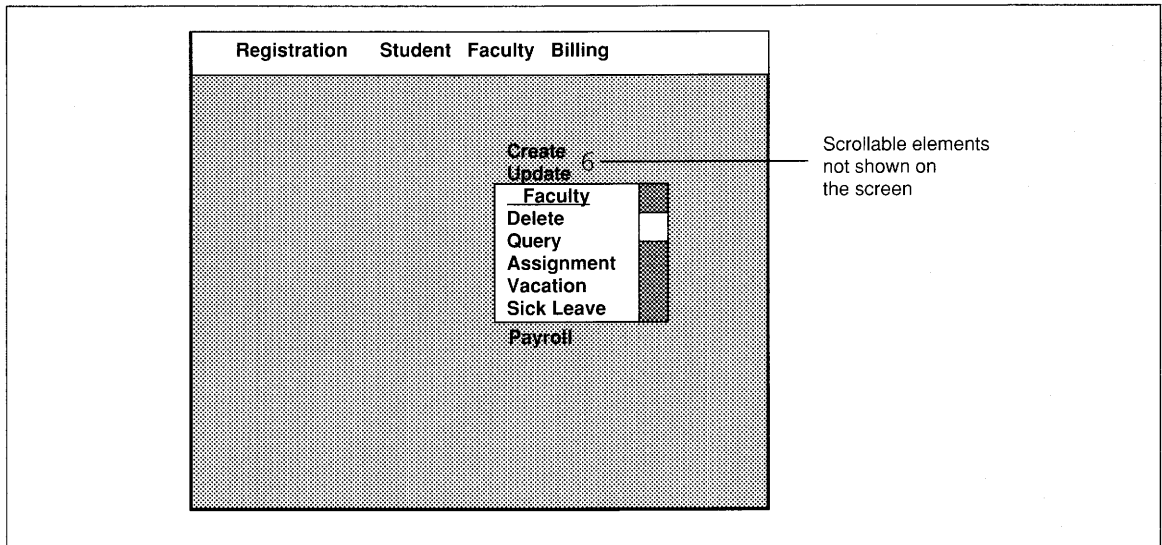 Registration Student Faculty Billing
Create 6
Update
Faculty
Delete
Query
Assignment
Vacation
Sick Leave
Payroll
Scrollable elements
not shown on
the screen